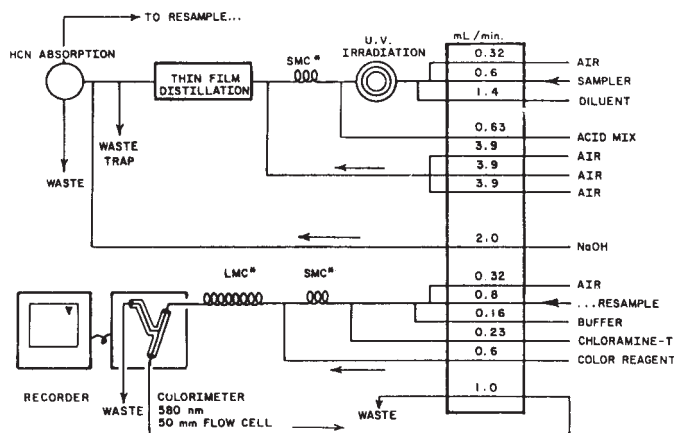 TO RESAMPLE...
HCN ABSORPTION
THIN FILM
DISTILLATION
SMC*
U.V.
IRRADIATION
mL/min.
0.32
AIR
0.6
SAMPLER
1.4
DILUENT
0.63
ACID MIX
3.9
AIR
3.9
AIR
3.9
AIR
WASTE
TRAP
WASTE
2.0
NaOH
LMC*
SMC*
0.32
AIR
0.8
...RESAMPLE
0.16
BUFFER
0.23
CHLORAMINE-T
0.6
COLOR REAGENT
1.0
WASTE
RECORDER
WASTE
COLORIMETER
580 nm
50 mm FLOW CELL